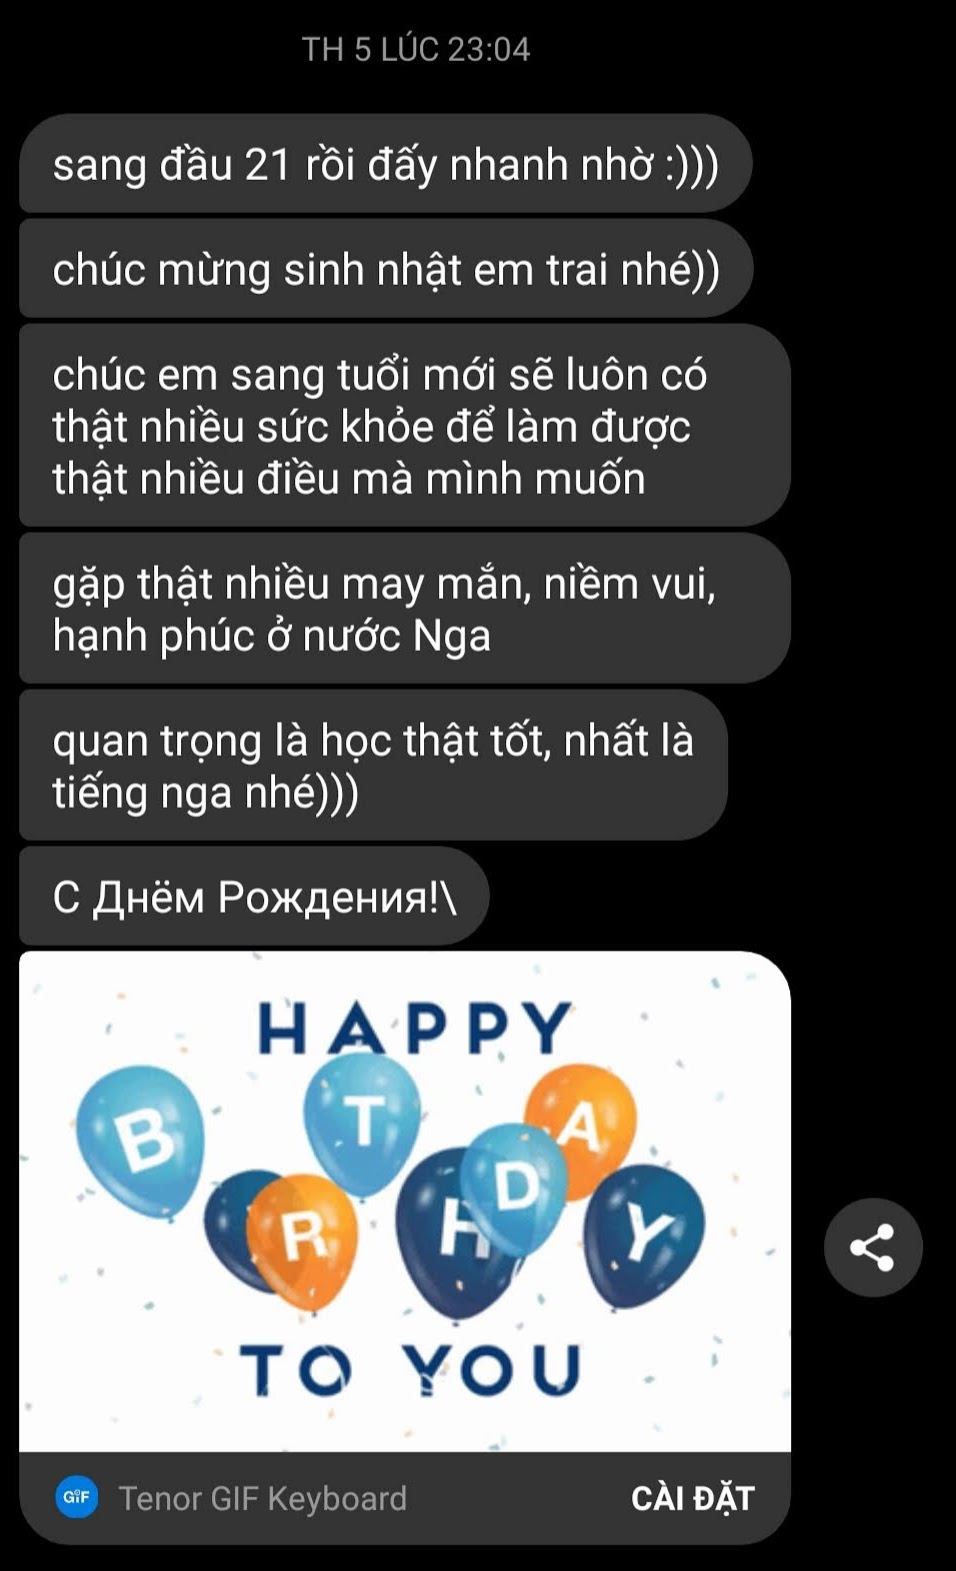 TH 5 LÚC 23:04
sang đầu 21 rồi đấy nhanh nhờ :)))
chúc mừng sinh nhật em trai nhé))
chúc em sang tuổi mới sẽ luôn có
thật nhiều sức khỏe để làm được
thật nhiều điều mà mình muốn
gặp thật nhiều may mắn, niềm vui,
hạnh phúc ở nước Nga
quan trọng là học thật tốt, nhất là
tiếng nga nhé)))
С Днём Рождения!\
HAPPY
B RTHDAY
TO YOU
GIF Tenor GIF Keyboard CÀI ĐẶT